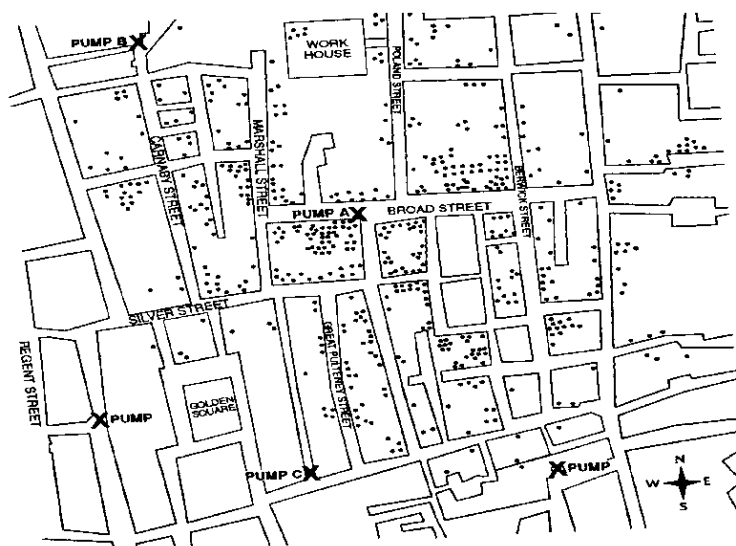 PUMP B
WORK
HOUSE
POLAND STREET
CARNABY STREET
MARSHALL STREET
BERWICK STREET
PUMP A
BROAD STREET
SILVER STREET
REGENT STREET
GREAT PULTENEY STREET
GOLDEN
SQUARE
PUMP
PUMP C
PUMP
N
W
E
S